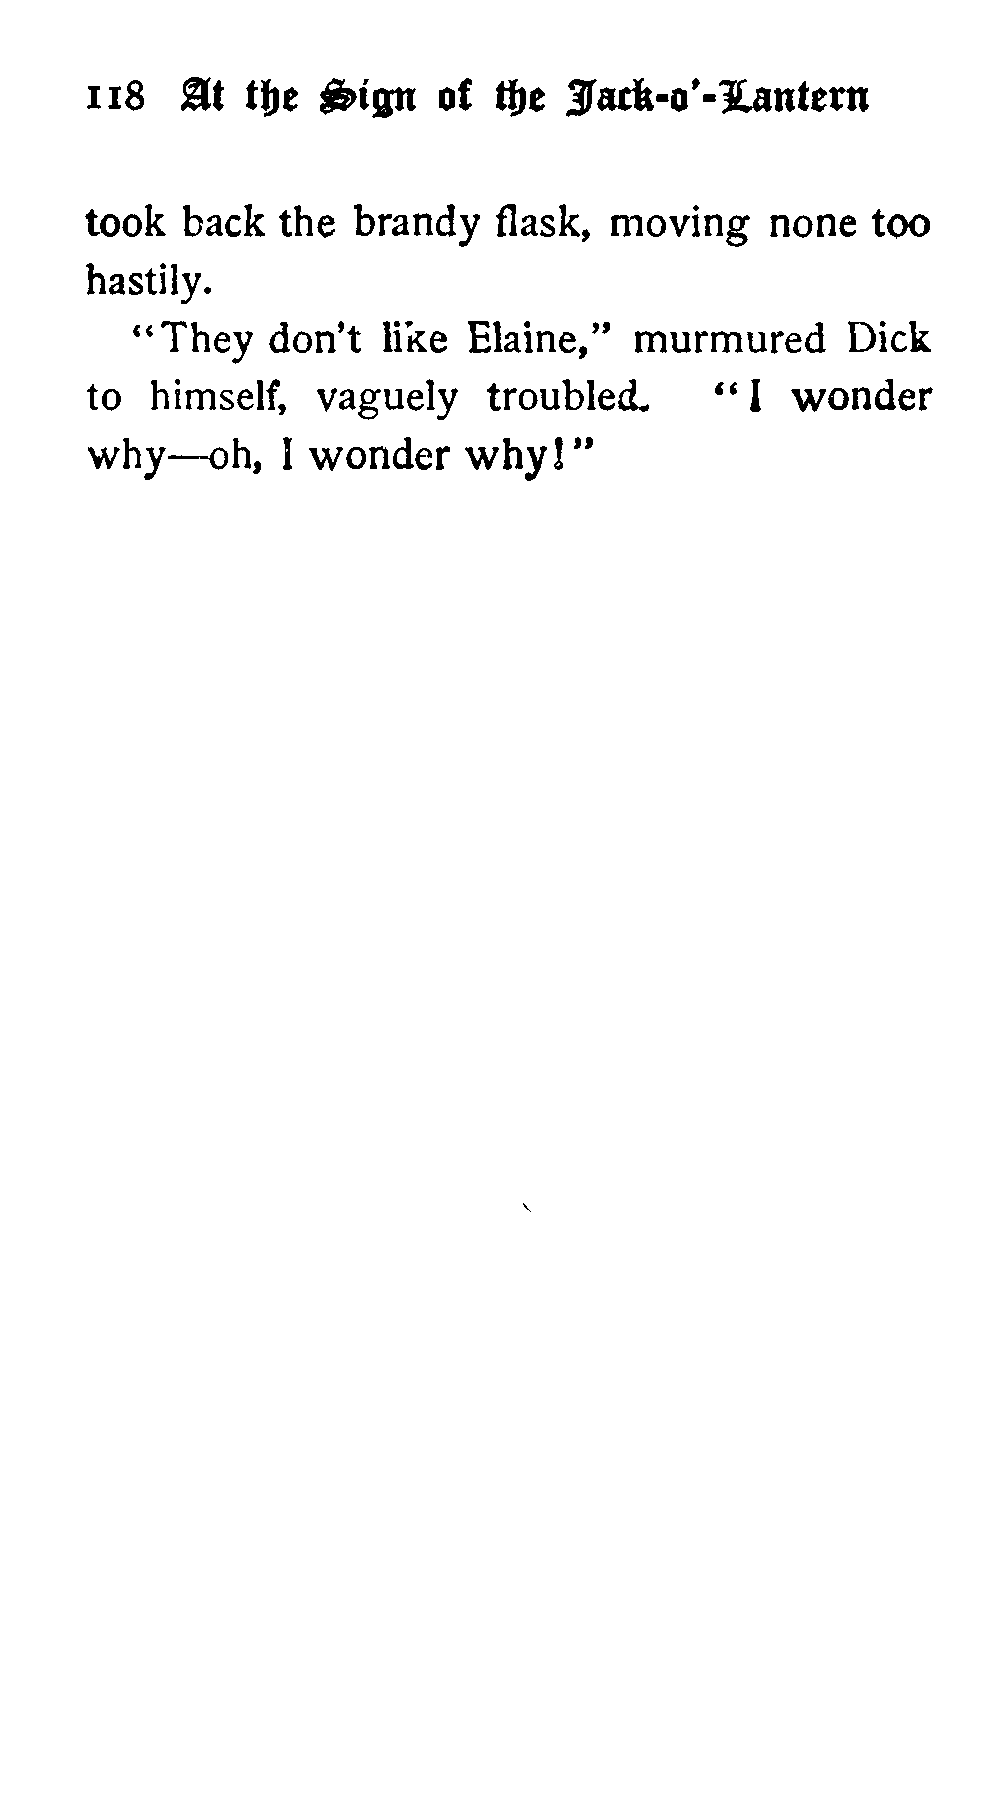 118 At the Sign of the Jack-o'-Lantern
took back the brandy flask, moving none too
hastily.
"They don't like Elaine," murmured Dick
to himself, vaguely troubled. "I wonder
why—oh, I wonder why!"